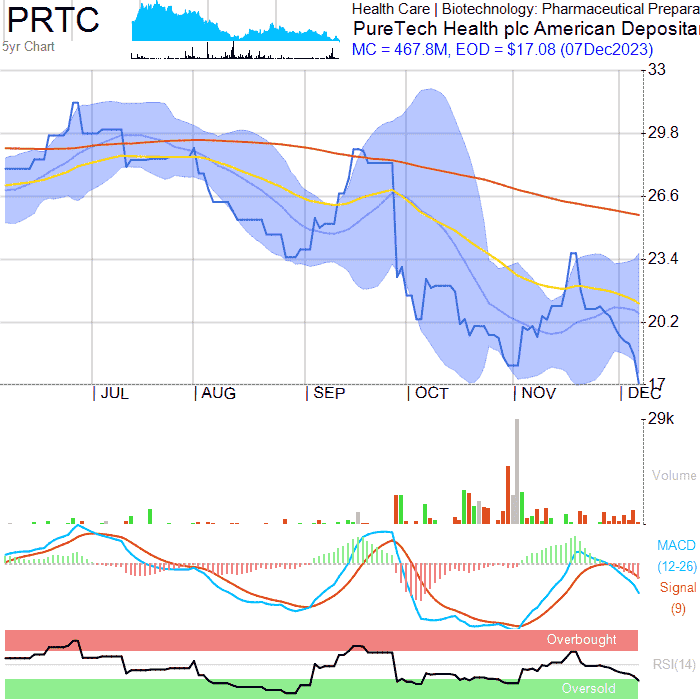 PRTC
5yr Chart
Health Care | Biotechnology: Pharmaceutical Prepara
PureTech Health plc American Depositar
MC = 467.8M, EOD = $17.08 (07Dec2023)
33
29.8
26.6
23.4
20.2
17
JUL AUG SEP OCT NOV DEC
29k
Volume
MACD
(12-26)
Signal
(9)
Overbought
RSI(14)
Oversold